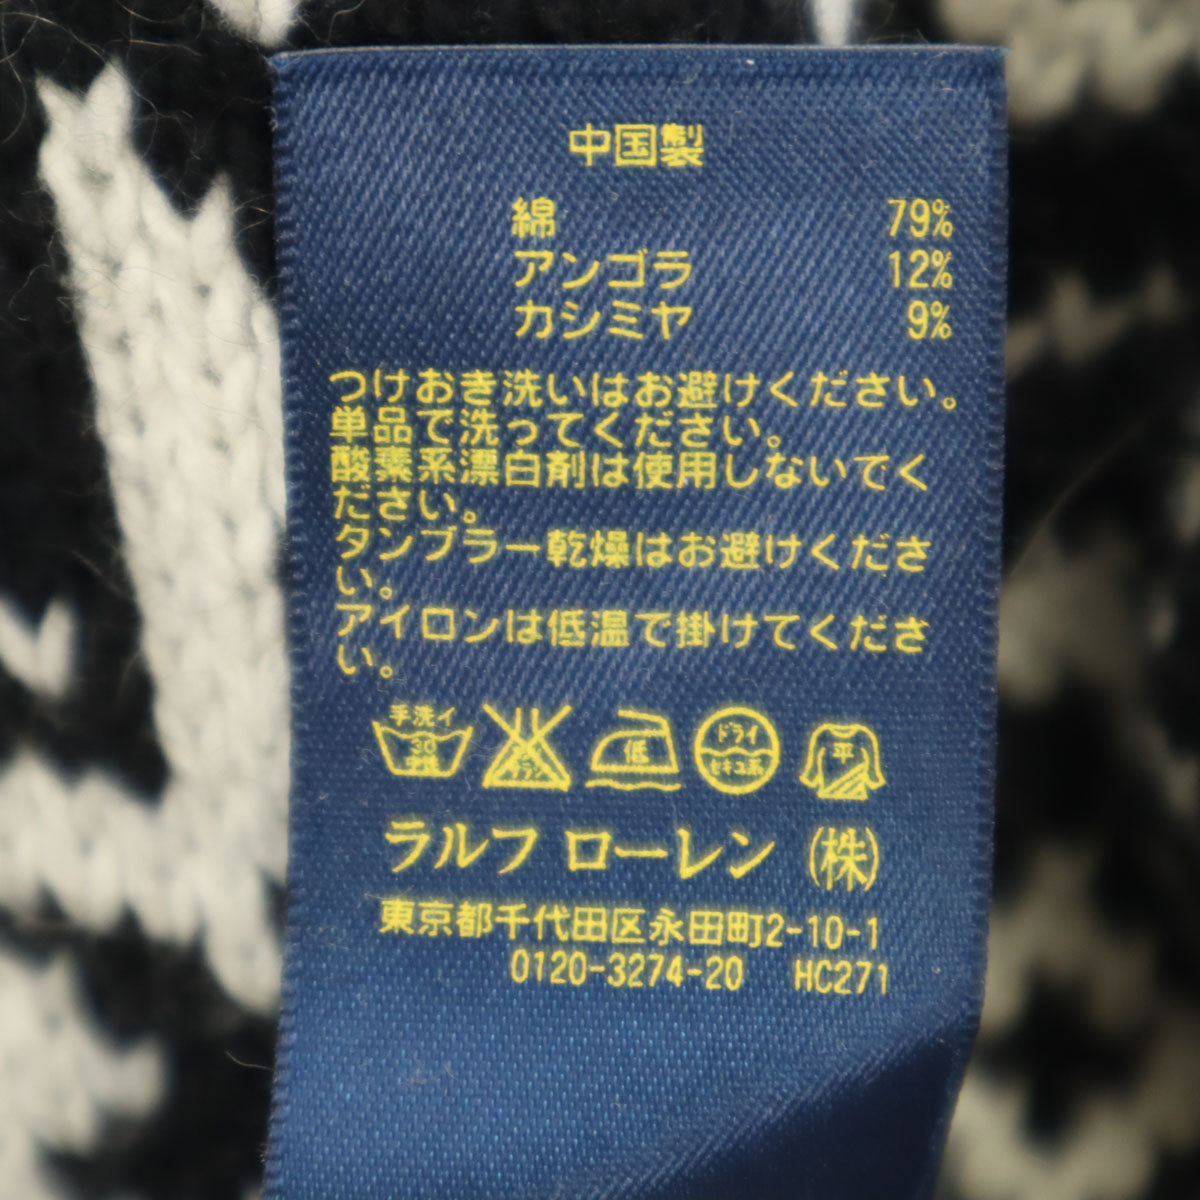 中国製
綿 79%
アンゴラ 12%
カシミヤ 9%
つけおき洗いはお避けください。
単品で洗ってください。
酸素系漂白剤は使用しないでく
ださい。
タンブラー乾燥はお避けくださ
い。
アイロンは低温で掛けてくださ
い。
手洗イ 30 中性 低 ドライ セキユ系 平
ラルフ ローレン (株)
東京都千代田区永田町2-10-1
0120-3274-20 HC271